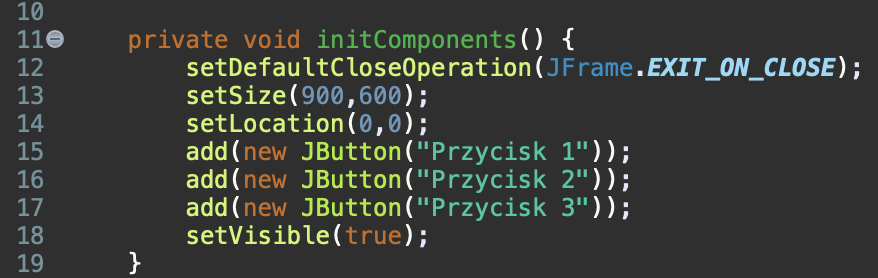 10
11 private void initComponents() {
12 setDefaultCloseOperation(JFrame.EXIT_ON_CLOSE);
13 setSize(900,600);
14 setLocation(0,0);
15 add(new JButton("Przycisk 1"));
16 add(new JButton("Przycisk 2"));
17 add(new JButton("Przycisk 3"));
18 setVisible(true);
19 }